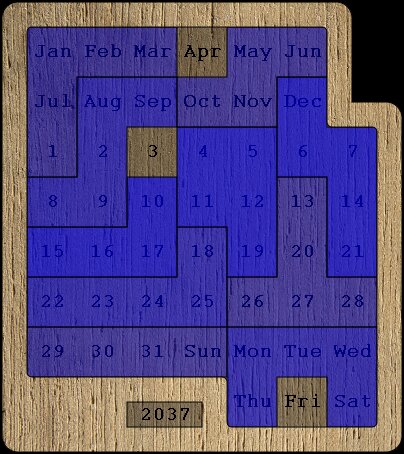 Jan Feb Mar Apr May Jun
Jul Aug Sep Oct Nov Dec
1 2 3 4 5 6 7
8 9 10 11 12 13 14
15 16 17 18 19 20 21
22 23 24 25 26 27 28
29 30 31 Sun Mon Tue Wed
Thu Fri Sat
2037